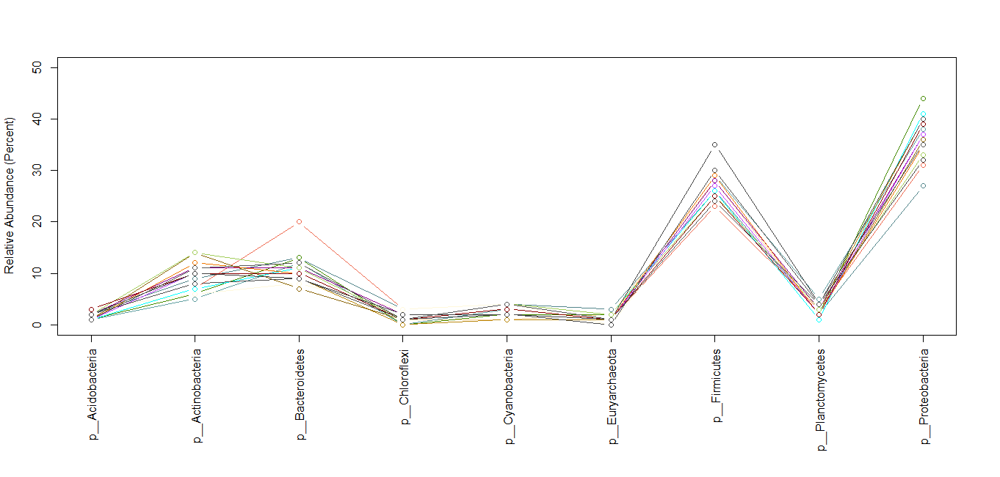 Relative Abundance (Percent)
50
40
30
20
10
0
p__Acidobacteria
p__Actinobacteria
p__Bacteroidetes
p__Chloroflexi
p__Cyanobacteria
p__Euryarchaeota
p__Firmicutes
p__Planctomycetes
p__Proteobacteria